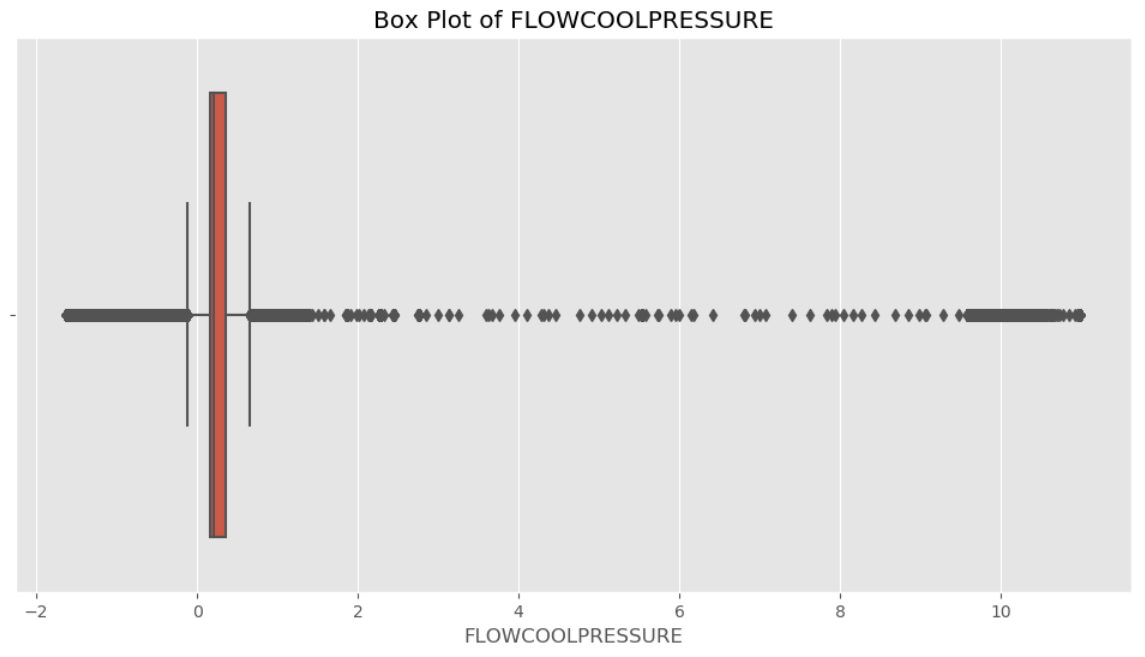 Box Plot of FLOWCOOLPRESSURE
−2 0 2 4 6 8 10
FLOWCOOLPRESSURE